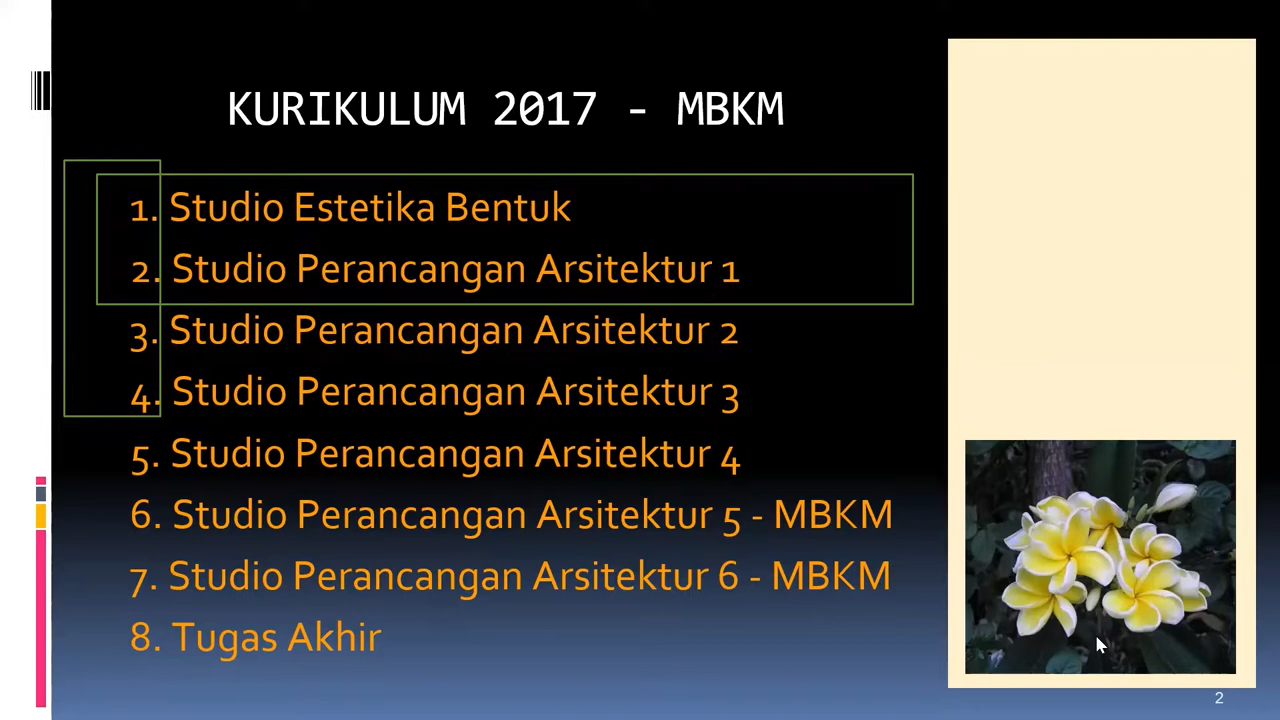 KURIKULUM 2017 - MBKM
1. Studio Estetika Bentuk
2. Studio Perancangan Arsitektur 1
3. Studio Perancangan Arsitektur 2
4. Studio Perancangan Arsitektur 3
5. Studio Perancangan Arsitektur 4
6. Studio Perancangan Arsitektur 5 - MBKM
7. Studio Perancangan Arsitektur 6 - MBKM
8. Tugas Akhir
2